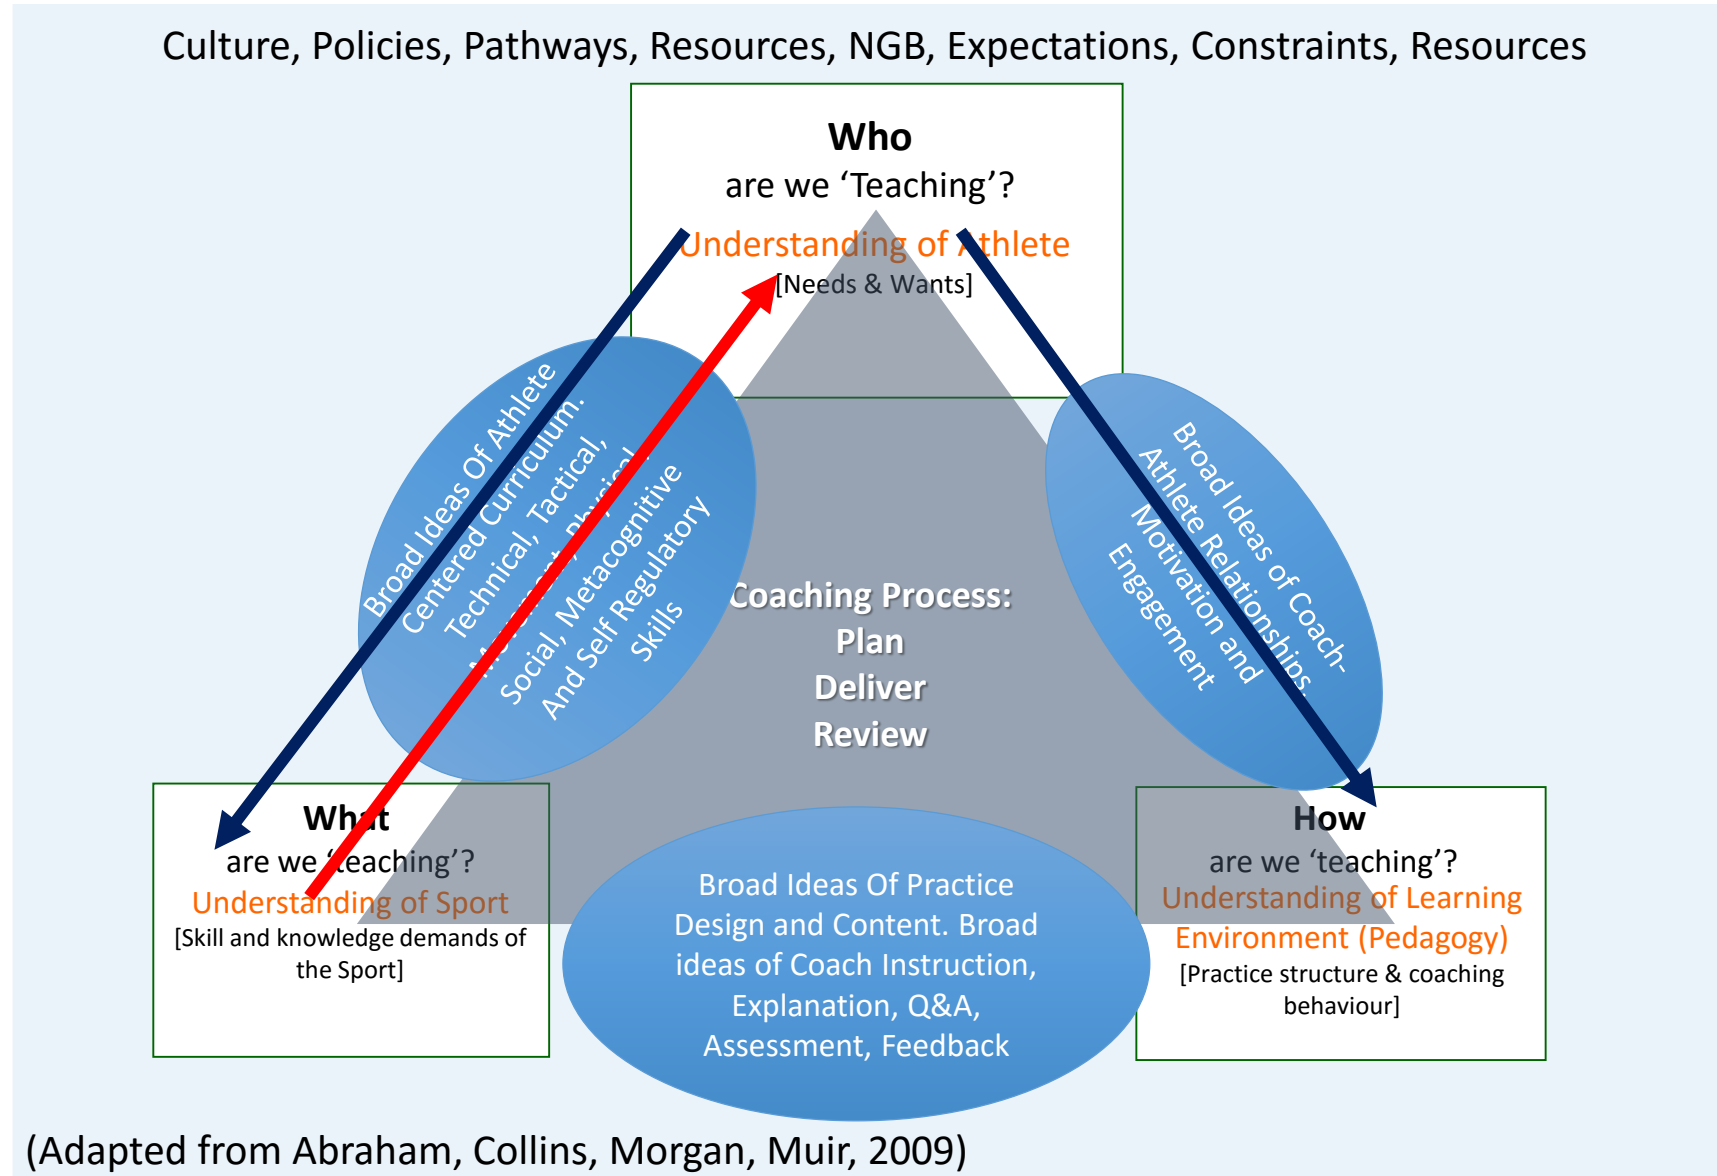 Culture, Policies, Pathways, Resources, NGB, Expectations, Constraints, Resources
Who
are we ‘Teaching’?
Understanding of Athlete
[Needs & Wants]
Broad Ideas Of Athlete
Centered Curriculum.
Technical, Tactical,
Movement, Physical,
Social, Metacognitive
And Self Regulatory
Skills
Broad Ideas of Coach-
Athlete Relationships,
Motivation and
Engagement
Coaching Process:
Plan
Deliver
Review
What
are we ‘teaching’?
Understanding of Sport
[Skill and knowledge demands of
the Sport]
Broad Ideas Of Practice
Design and Content. Broad
ideas of Coach Instruction,
Explanation, Q&A,
Assessment, Feedback
How
are we ‘teaching’?
Understanding of Learning
Environment (Pedagogy)
[Practice structure & coaching
behaviour]
(Adapted from Abraham, Collins, Morgan, Muir, 2009)